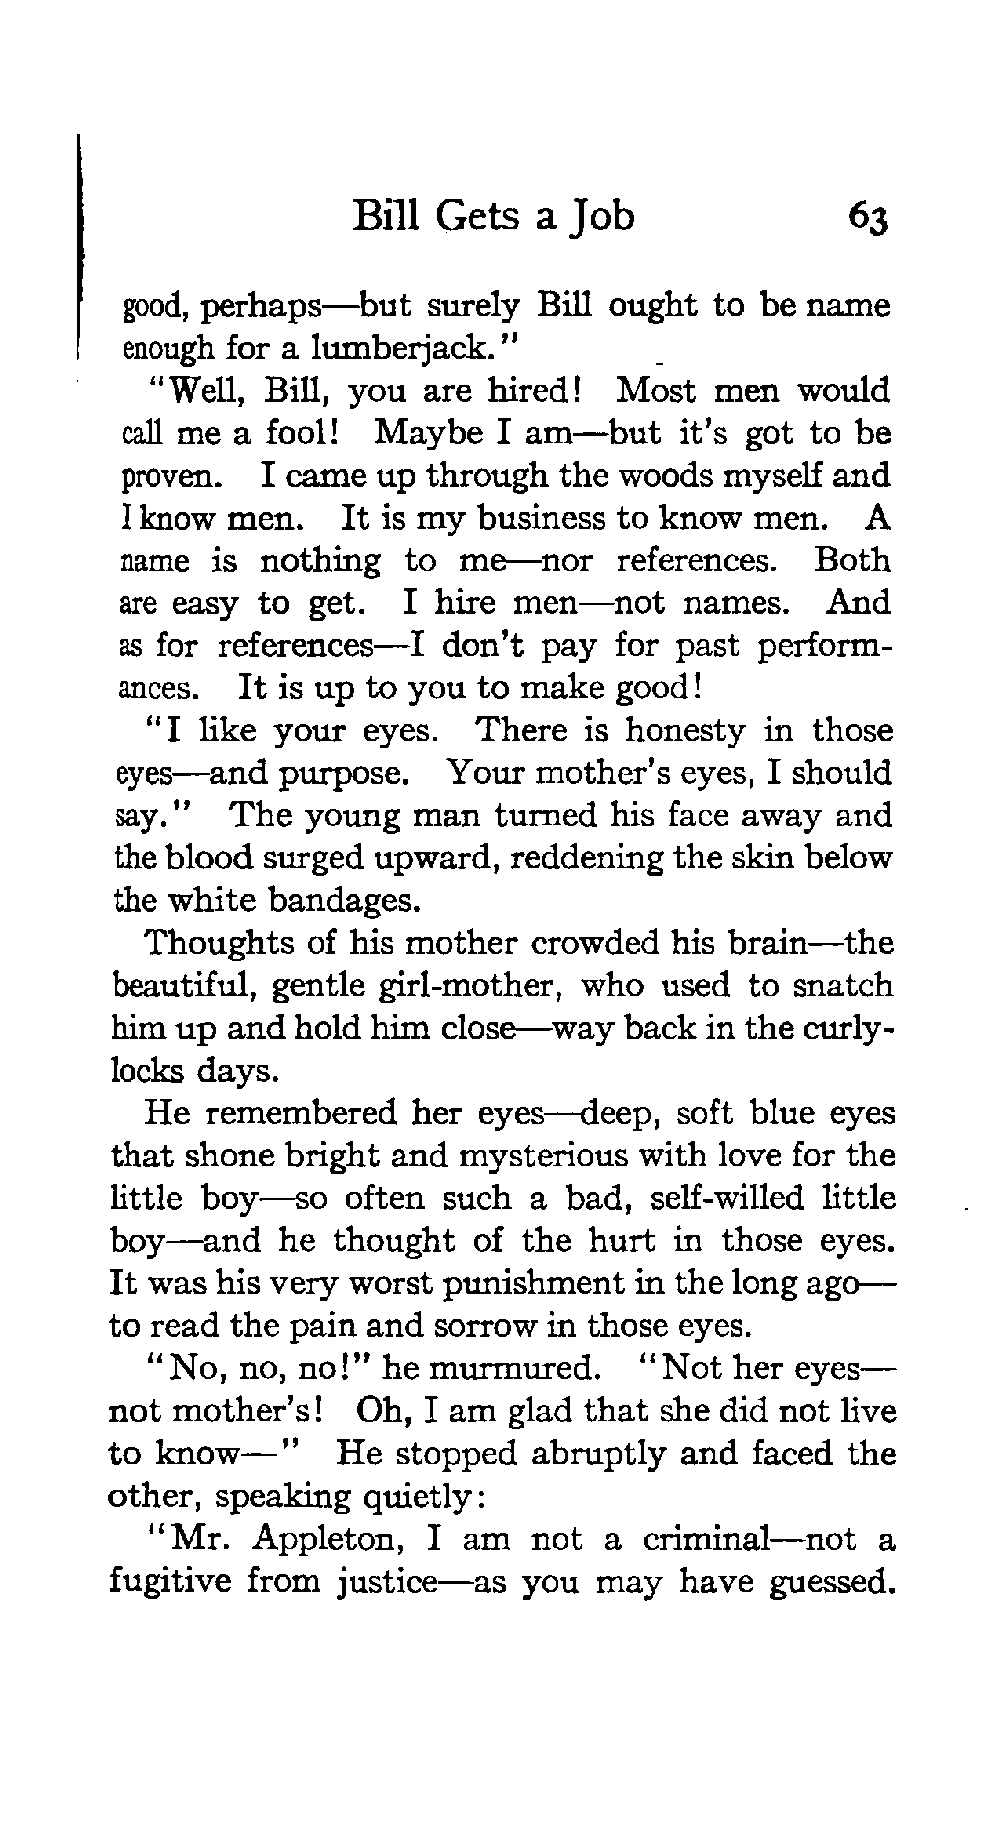 Bill Gets a Job 63
good, perhaps—but surely Bill ought to be name
enough for a lumberjack."
"Well, Bill, you are hired! Most men would
call me a fool! Maybe I am—but it's got to be
proven. I came up through the woods myself and
I know men. It is my business to know men. A
name is nothing to me—nor references. Both
are easy to get. I hire men—not names. And
as for references—I don't pay for past perform-
ances. It is up to you to make good!
"I like your eyes. There is honesty in those
eyes—and purpose. Your mother's eyes, I should
say." The young man turned his face away and
the blood surged upward, reddening the skin below
the white bandages.
Thoughts of his mother crowded his brain—the
beautiful, gentle girl-mother, who used to snatch
him up and hold him close—way back in the curly-
locks days.
He remembered her eyes—deep, soft blue eyes
that shone bright and mysterious with love for the
little boy—so often such a bad, self-willed little
boy—and he thought of the hurt in those eyes.
It was his very worst punishment in the long ago—
to read the pain and sorrow in those eyes.
"No, no, no!" he murmured. "Not her eyes—
not mother's! Oh, I am glad that she did not live
to know—" He stopped abruptly and faced the
other, speaking quietly:
"Mr. Appleton, I am not a criminal—not a
fugitive from justice—as you may have guessed.